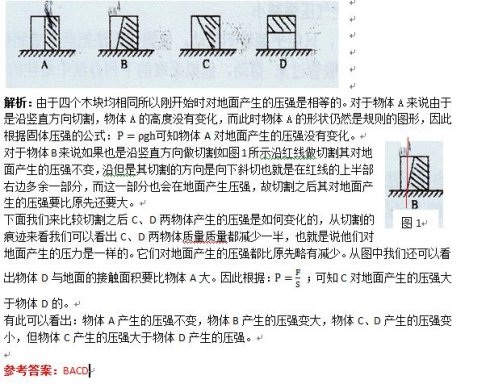 A B C D
解析：由于四个木块均相同所以刚开始时对地面产生的压强是相等的。对于物体 A 来说由于
是沿竖直方向切割，物体 A 的高度没有变化，而此时物体 A 的形状仍然是规则的图形，因此
根据固体压强的公式：P=ρgh可知物体 A 对地面产生的压强没有变化。
对于物体 B 来说如果也是沿竖直方向做切割如图 1 所示沿红线做切割其对地
面产生的压强不变，沿但是其切割的方向是向下斜切也就是在红线的上半部
右边多余一部分，而这一部分也会在地面产生压强，故切割之后其对地面产
生的压强要比原先还要大。
B
图 1
下面我们来比较切割之后 C、D 两物体产生的压强是如何变化的，从切割的
痕迹来看我们可以看出 C、D 两物体质量质量都减少一半，也就是说他们对
地面产生的压力是一样的。它们对地面产生的压强都比原先略有减少。从图中我们还可以看
出物体 D 与地面的接触面积要比物体 A 大。因此根据：P=F/S；可知 C 对地面产生的压强大
于物体 D 的。
有此可以看出：物体 A 产生的压强不变，物体 B 产生的压强变大，物体 C、D 产生的压强变
小，但物体 C 产生的压强大于物体 D 产生的压强。
参考答案：BACD